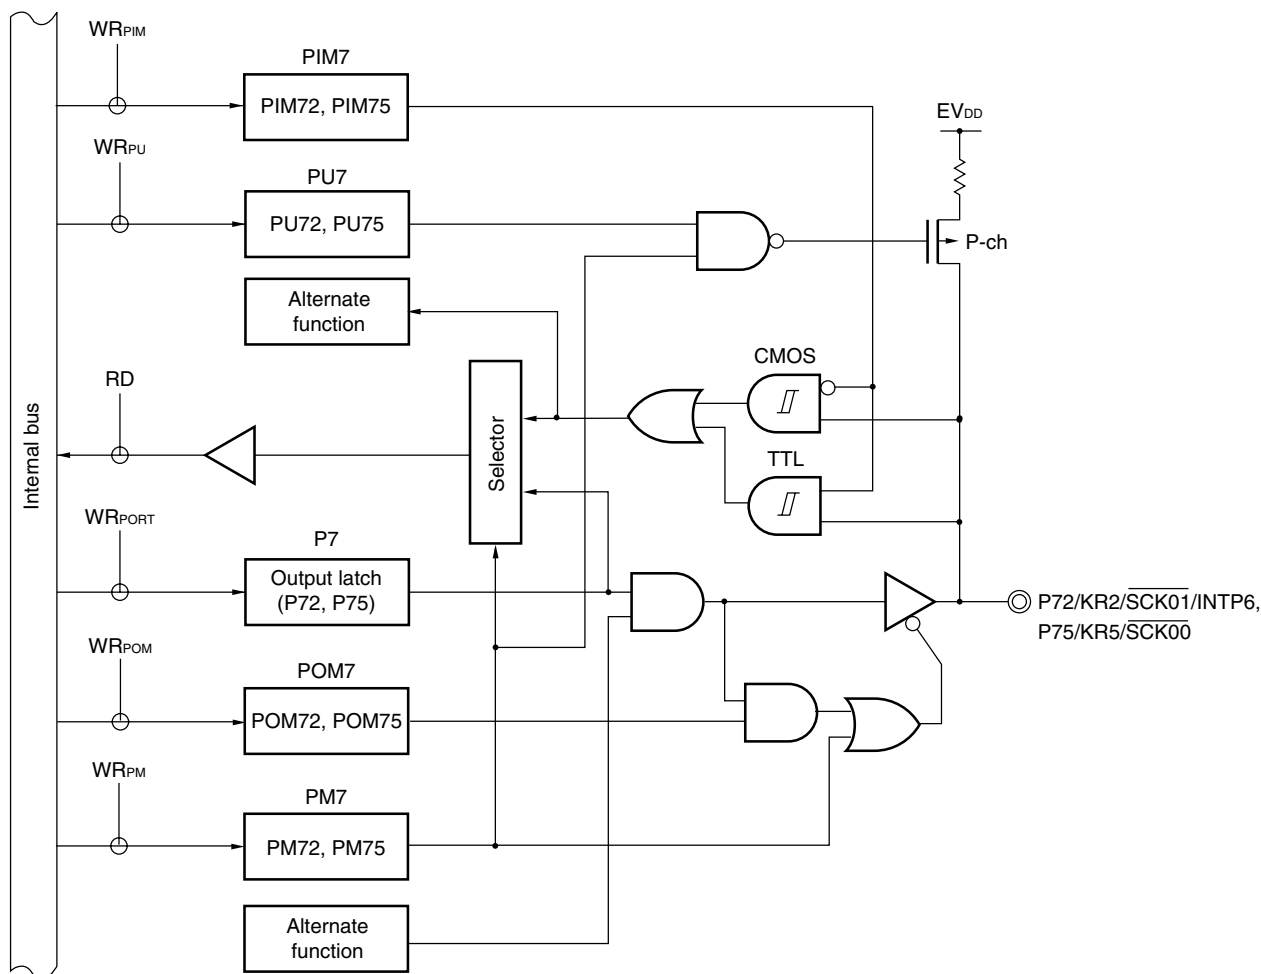 WRPIM
PIM7
PIM72, PIM75
EVDD
WRPU
PU7
PU72, PU75
P-ch
Alternate
function
CMOS
RD
Internal bus
Selector
TTL
WRPORT
P7
Output latch
(P72, P75)
P72/KR2/SCK01/INTP6,
P75/KR5/SCK00
WRPOM
POM7
POM72, POM75
WRPM
PM7
PM72, PM75
Alternate
function